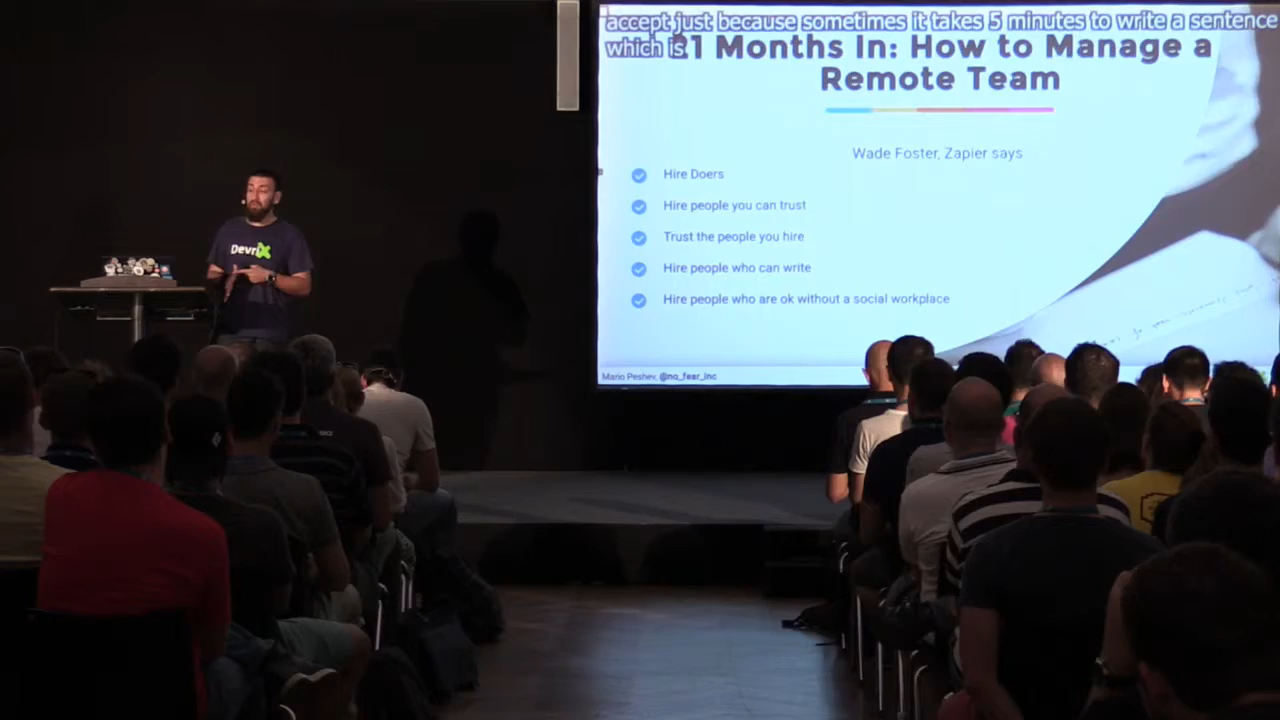 accept just because sometimes it takes 5 minutes to write a sentence
which is
21 Months In: How to Manage a
Remote Team
Wade Foster, Zapier says
Hire Doers
Hire people you can trust
Trust the people you hire
Hire people who can write
Hire people who are ok without a social workplace
Mario Peshev, @no_fear_inc
DevriX